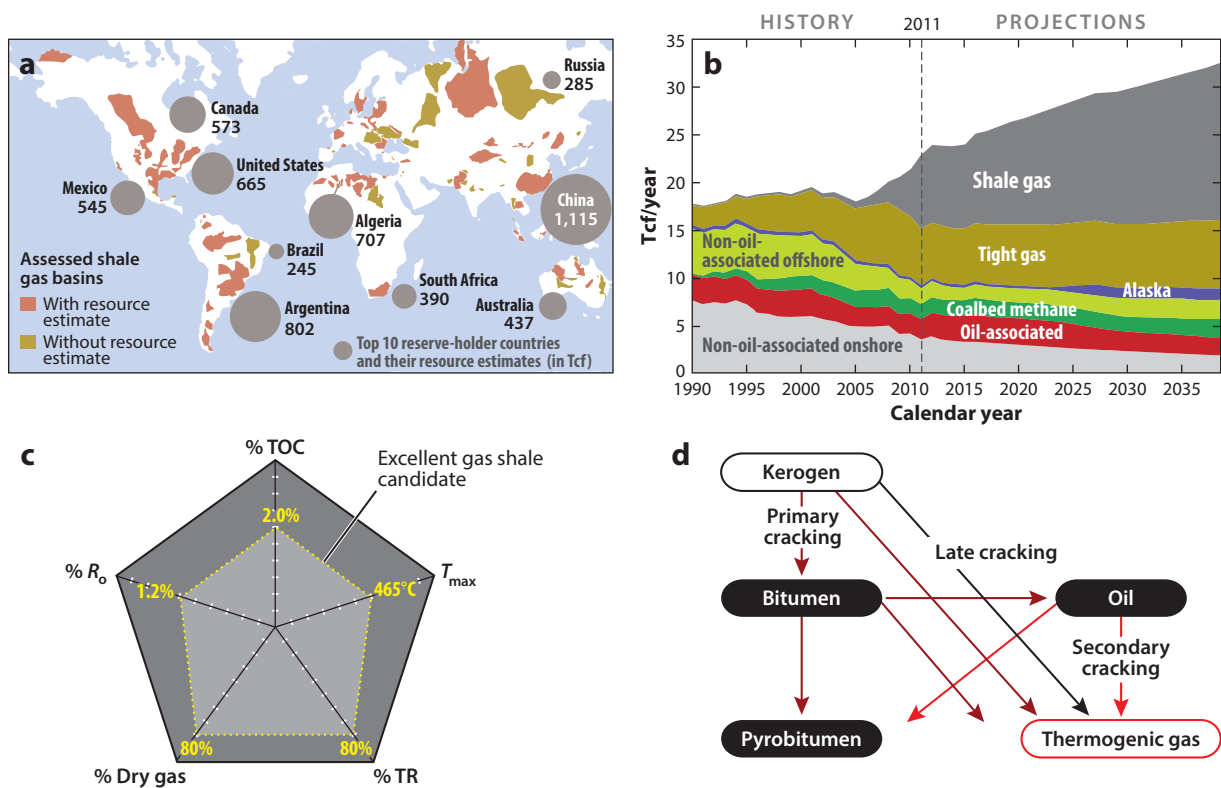 a
Canada
573
United States
665
Mexico
545
Russia
285
China
1,115
Algeria
707
Brazil
245
South Africa
390
Argentina
802
Australia
437
Assessed shale
gas basins
With resource
estimate
Without resource
estimate
Top 10 reserve-holder countries
and their resource estimates (in Tcf)
HISTORY 2011 PROJECTIONS
b
Tcf/year
35
30
25
20
15
10
5
0
Shale gas
Tight gas
Non-oil-
associated offshore
Alaska
Coalbed methane
Oil-associated
Non-oil-associated onshore
1990 1995 2000 2005 2010 2015 2020 2025 2030 2035
Calendar year
c
% TOC
Excellent gas shale
candidate
2.0%
% Ro
1.2%
465°C
Tmax
80%
80%
% Dry gas
% TR
d
Kerogen
Primary
cracking
Late cracking
Bitumen
Oil
Secondary
cracking
Pyrobitumen
Thermogenic gas